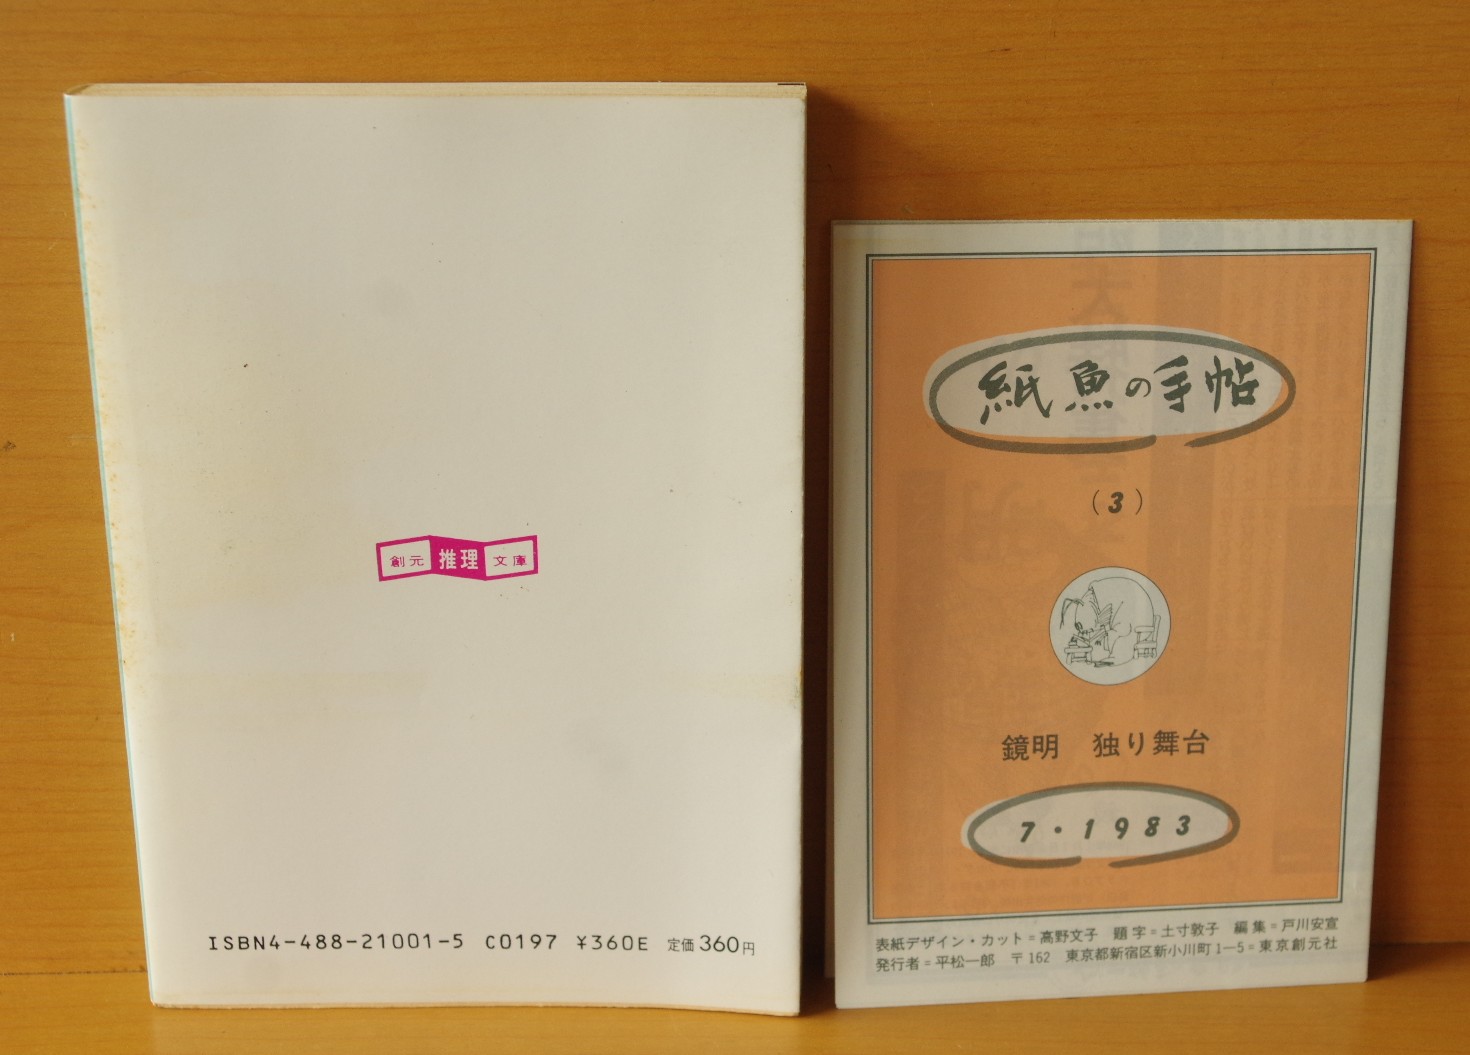 創元推理文庫
ISBN4-488-21001-5 C0197 ¥360E 定価360円
紙魚の手帖
(3)
鏡明 独り舞台
7・1983
表紙デザイン・カット=高野文子 題字=土寸敦子 編集=戸川安宣
発行者=平松一郎 〒162 東京都新宿区新小川町1—5=東京創元社